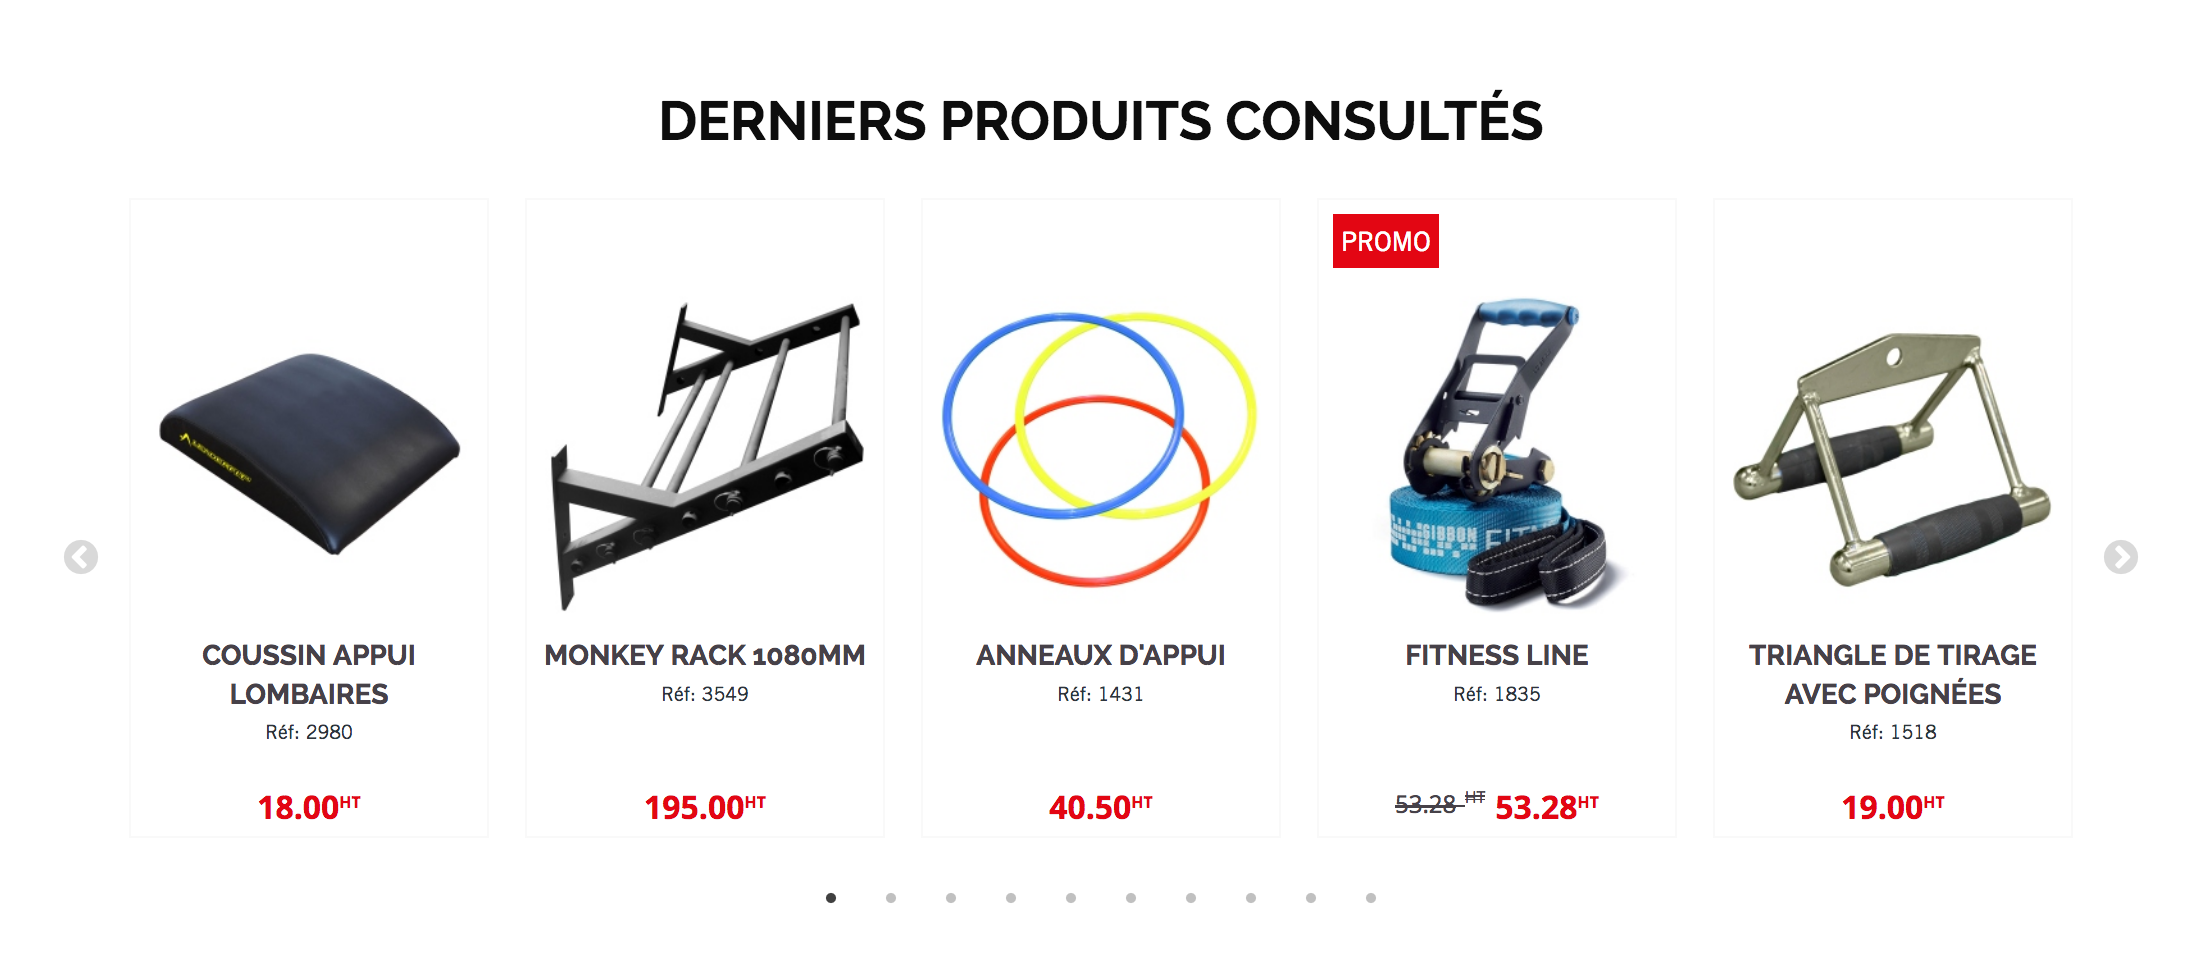 DERNIERS PRODUITS CONSULTÉS
PROMO
GIBBON
COUSSIN APPUI
LOMBAIRES
Réf: 2980
18.00HT
MONKEY RACK 1080MM
Réf: 3549
195.00HT
ANNEAUX D'APPUI
Réf: 1431
40.50HT
FITNESS LINE
Réf: 1835
53.28 HT 53.28HT
TRIANGLE DE TIRAGE
AVEC POIGNÉES
Réf: 1518
19.00HT